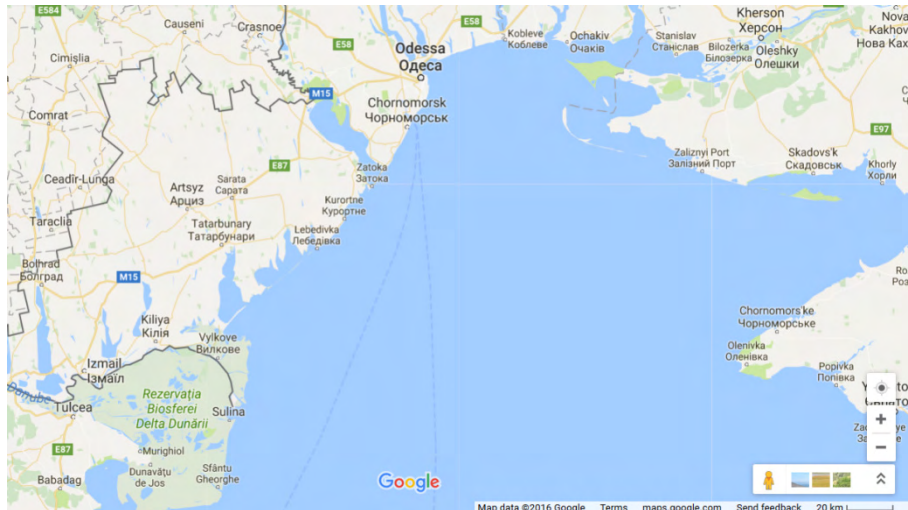 E584
Causeni
Crasnoe
E58
E58
Kobleve
Коблеве
Ochakiv
Очаків
Stanislav
Станіслав
Kherson
Херсон
Bilozerka
Білозерка
Oleshky
Олешки
Nova
Kakhov
Нова Ках
Cimişlia
Odessa
Одеса
M15
Chornomorsk
Чорноморськ
Comrat
E97
E87
Zatoka
Затока
Zaliznyi Port
Залізний Порт
Skadovs'k
Скадовськ
Khorly
Хорли
Ceadîr-Lunga
Artsyz
Арциз
Sarata
Сарата
Kurortne
Курортне
Taraclia
Tatarbunary
Татарбунари
Lebedivka
Лебедівка
Bolhrad
Болград
M15
Chornomors'ke
Чорноморське
Kiliya
Кілія
Vylkove
Вилкове
Olenivka
Оленівка
Popivka
Попівка
Izmail
Ізмаїл
Danube
Tulcea
Rezervația
Biosferei
Delta Dunării
Sulina
E87
Murighiol
Dunavățu
de Jos
Sfântu
Gheorghe
Babadag
Google
Map data ©2016 Google Terms maps.google.com Send feedback 20 km